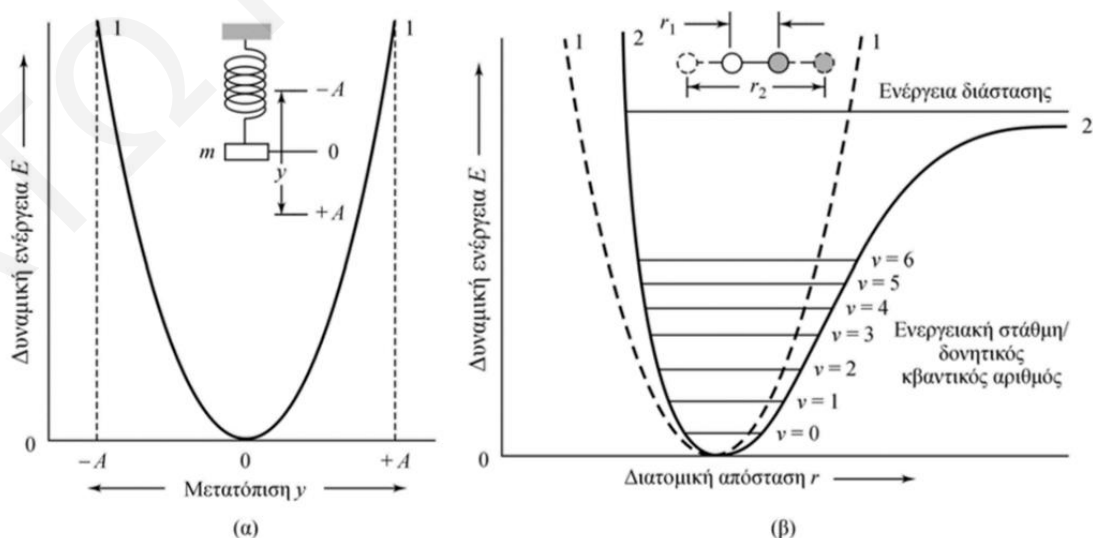 Δυναμική ενέργεια E
1
1
−A
m
0
y
+A
0
−A
0
+A
Μετατόπιση y
(α)
Δυναμική ενέργεια E
1
2
r1
r2
1
Ενέργεια διάστασης
2
v = 6
v = 5
v = 4
v = 3
v = 2
v = 1
v = 0
Ενεργειακή στάθμη/
δονητικός
κβαντικός αριθμός
0
Διατομική απόσταση r
(β)